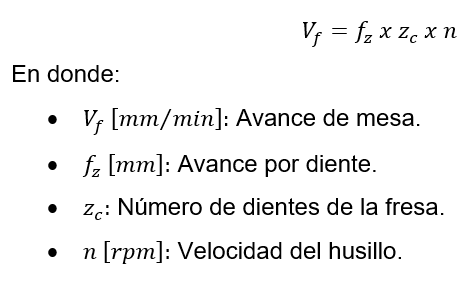 V_f = f_z x z_c x n
En donde:
• V_f [mm/min]: Avance de mesa.
• f_z [mm]: Avance por diente.
• z_c: Número de dientes de la fresa.
• n [rpm]: Velocidad del husillo.